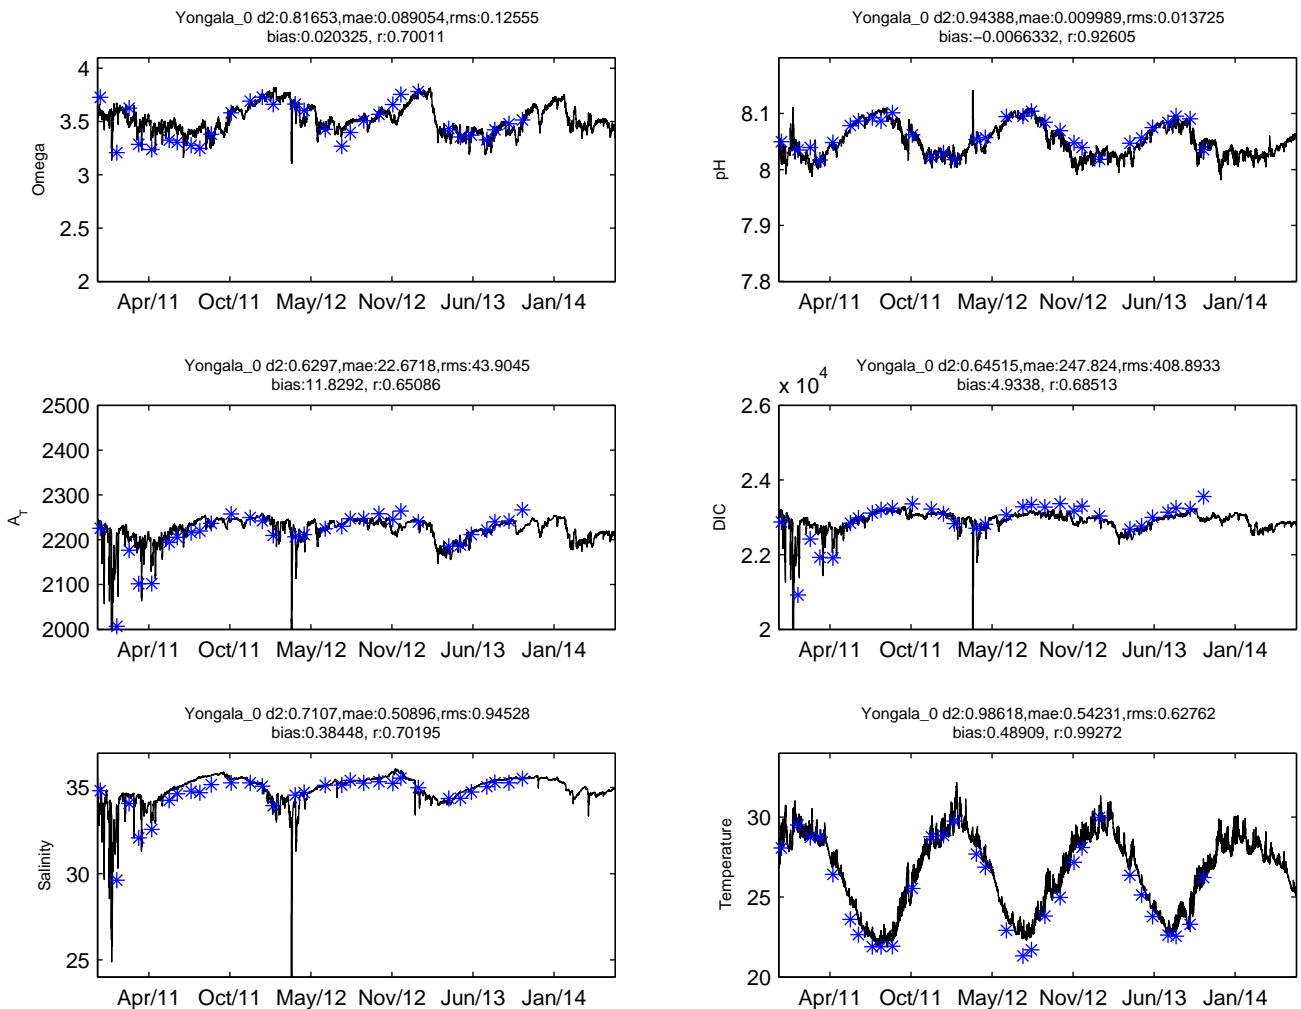 Yongala_0 d2:0.81653,mae:0.089054,rms:0.12555
bias:0.020325, r:0.70011
4
3.5
3
2.5
2
Omega
Apr/11 Oct/11 May/12 Nov/12 Jun/13 Jan/14
Yongala_0 d2:0.94388,mae:0.009989,rms:0.013725
bias:−0.0066332, r:0.92605
8.1
8
7.9
7.8
pH
Apr/11 Oct/11 May/12 Nov/12 Jun/13 Jan/14
Yongala_0 d2:0.6297,mae:22.6718,rms:43.9045
bias:11.8292, r:0.65086
2500
2400
2300
2200
2100
2000
A_T
Apr/11 Oct/11 May/12 Nov/12 Jun/13 Jan/14
Yongala_0 d2:0.64515,mae:247.824,rms:408.8933
bias:4.9338, r:0.68513
x 10^4
2.6
2.4
2.2
2
DIC
Apr/11 Oct/11 May/12 Nov/12 Jun/13 Jan/14
Yongala_0 d2:0.7107,mae:0.50896,rms:0.94528
bias:0.38448, r:0.70195
35
30
25
Salinity
Apr/11 Oct/11 May/12 Nov/12 Jun/13 Jan/14
Yongala_0 d2:0.98618,mae:0.54231,rms:0.62762
bias:0.48909, r:0.99272
30
25
20
Temperature
Apr/11 Oct/11 May/12 Nov/12 Jun/13 Jan/14